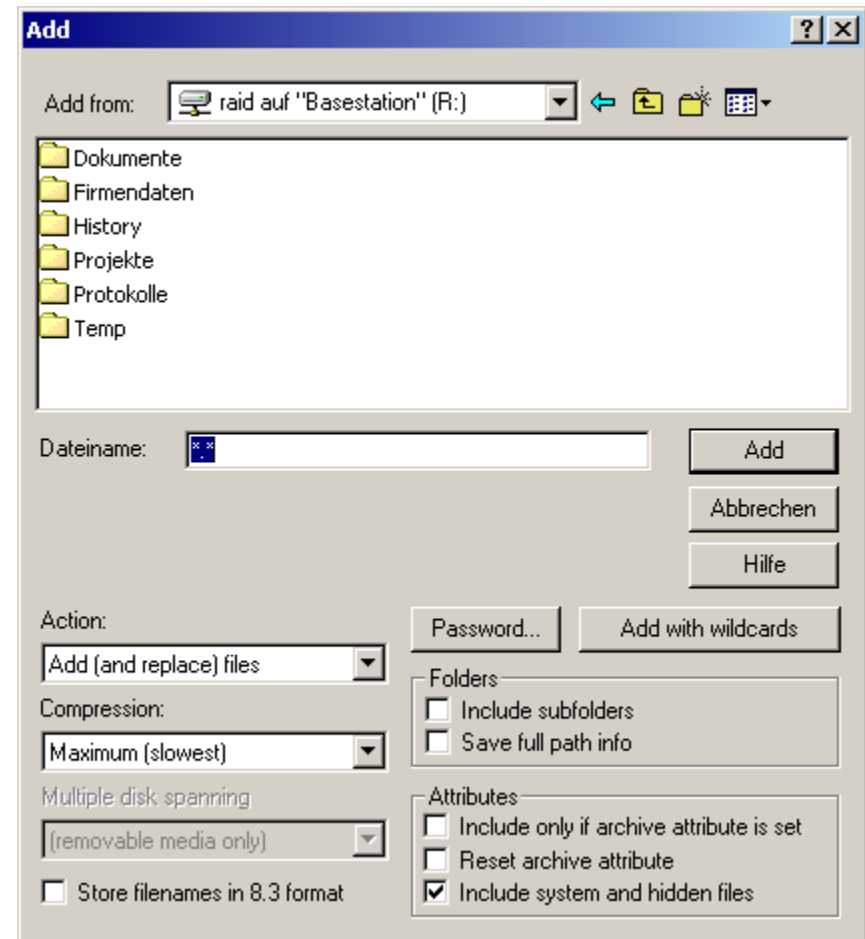 Add
Add from: raid auf "Basestation" (R:)
Dokumente
Firmendaten
History
Projekte
Protokolle
Temp
Dateiname: *.* Add
Abbrechen
Hilfe
Action:
Password... Add with wildcards
Add (and replace) files
Folders
Include subfolders
Compression:
Save full path info
Maximum (slowest)
Multiple disk spanning
Attributes
(removable media only)
Include only if archive attribute is set
Reset archive attribute
Store filenames in 8.3 format
Include system and hidden files